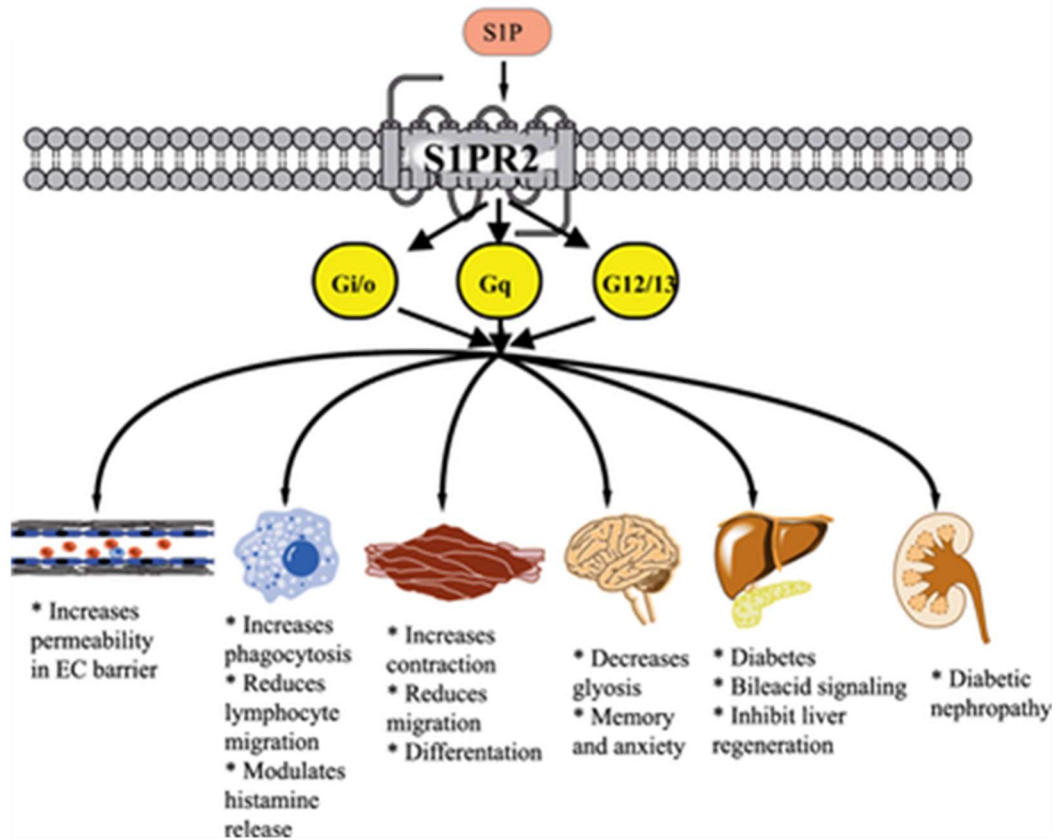 S1P
S1PR2
Gi/o
Gq
G12/13
* Increases
permeability
in EC barrier
* Increases
phagocytosis
* Reduces
lymphocyte
migration
* Modulates
histamine
release
* Increases
contraction
* Reduces
migration
* Differentation
* Decreases
glyosis
* Memory
and anxiety
* Diabetes
* Bileacid signaling
* Inhibit liver
regeneration
* Diabetic
nephropathy